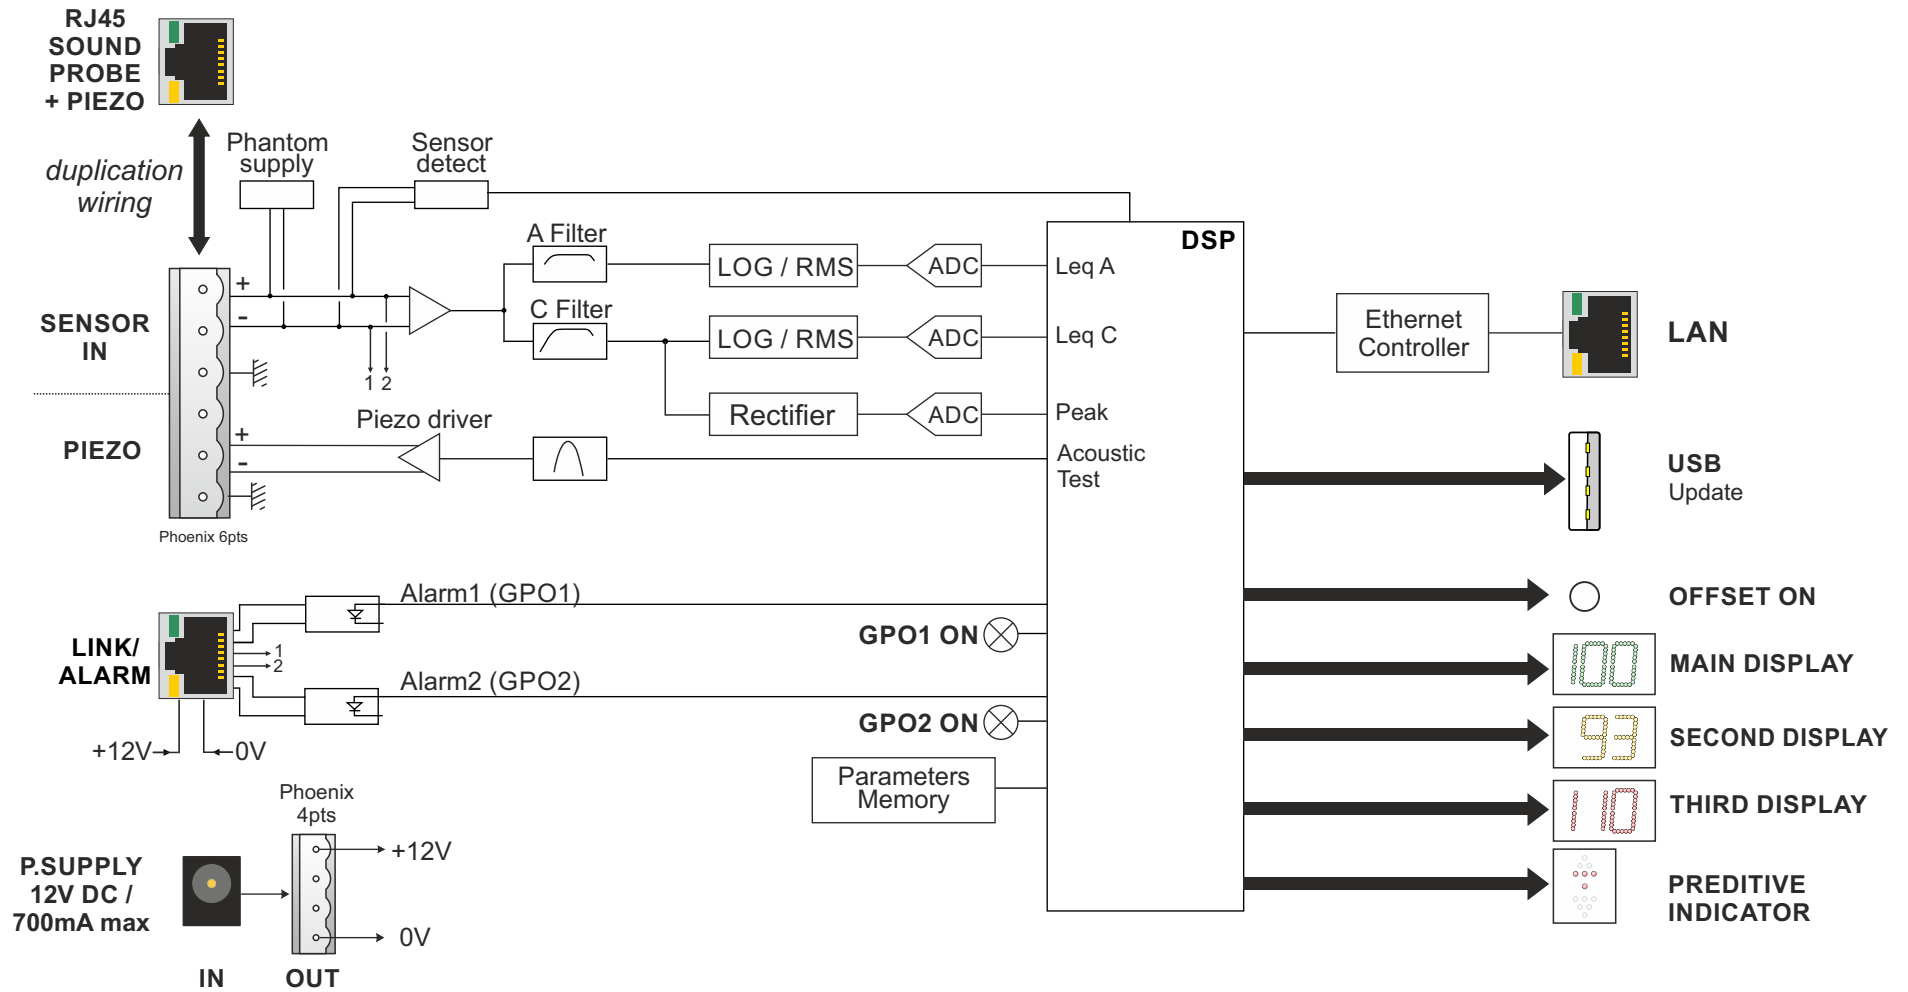 RJ45
SOUND
PROBE
+ PIEZO
duplication
wiring
Phantom
supply
Sensor
detect
SENSOR
IN
+
-
1 2
PIEZO
+
-
Phoenix 6pts
Piezo driver
A Filter
C Filter
LOG / RMS
LOG / RMS
Rectifier
ADC
ADC
ADC
DSP
Leq A
Leq C
Peak
Acoustic
Test
Ethernet
Controller
LAN
USB
Update
OFFSET ON
100
MAIN DISPLAY
93
SECOND DISPLAY
110
THIRD DISPLAY
PREDITIVE
INDICATOR
LINK/
ALARM
1
2
+12V
0V
Alarm1 (GPO1)
GPO1 ON
Alarm2 (GPO2)
GPO2 ON
Parameters
Memory
P.SUPPLY
12V DC /
700mA max
Phoenix
4pts
+12V
0V
IN
OUT